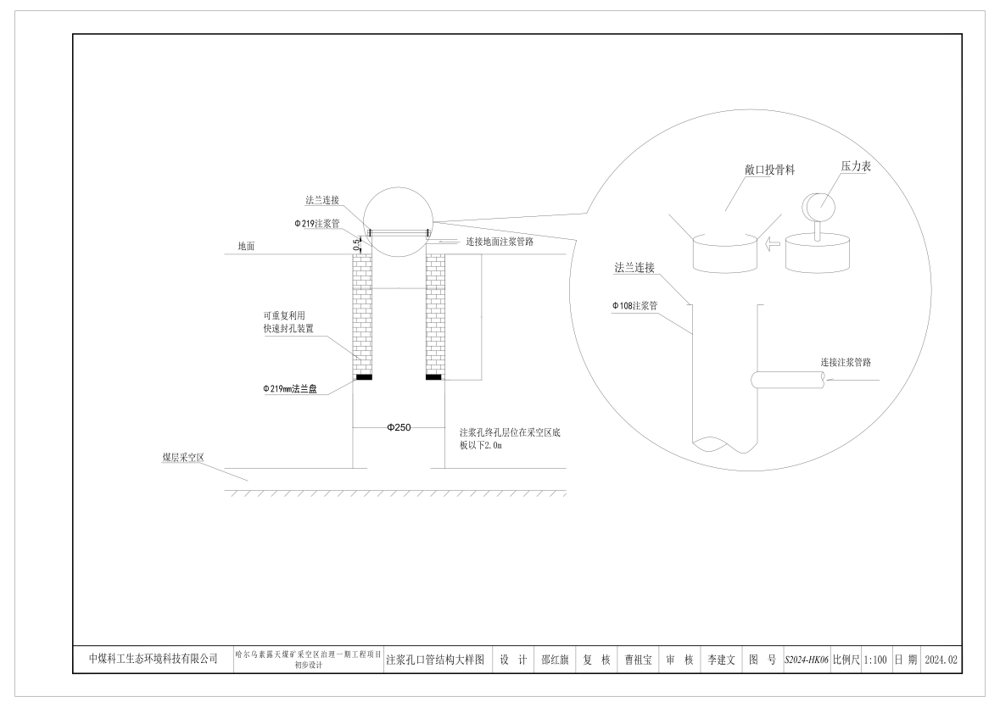 敞口投骨料
压力表
法兰连接
Φ219注浆管
0.5
连接地面注浆管路
地面
法兰连接
Φ108注浆管
可重复利用
快速封孔装置
连接注浆管路
Φ219mm法兰盘
Φ250
注浆孔终孔层位在采空区底
板以下2.0m
煤层采空区
中煤科工生态环境科技有限公司
哈尔乌素露天煤矿采空区治理一期工程项目
初步设计
注浆孔口管结构大样图
设 计
邵红旗
复 核
曹祖宝
审 核
李建文
图 号
S2024-HK06
比例尺
1:100
日 期
2024.02